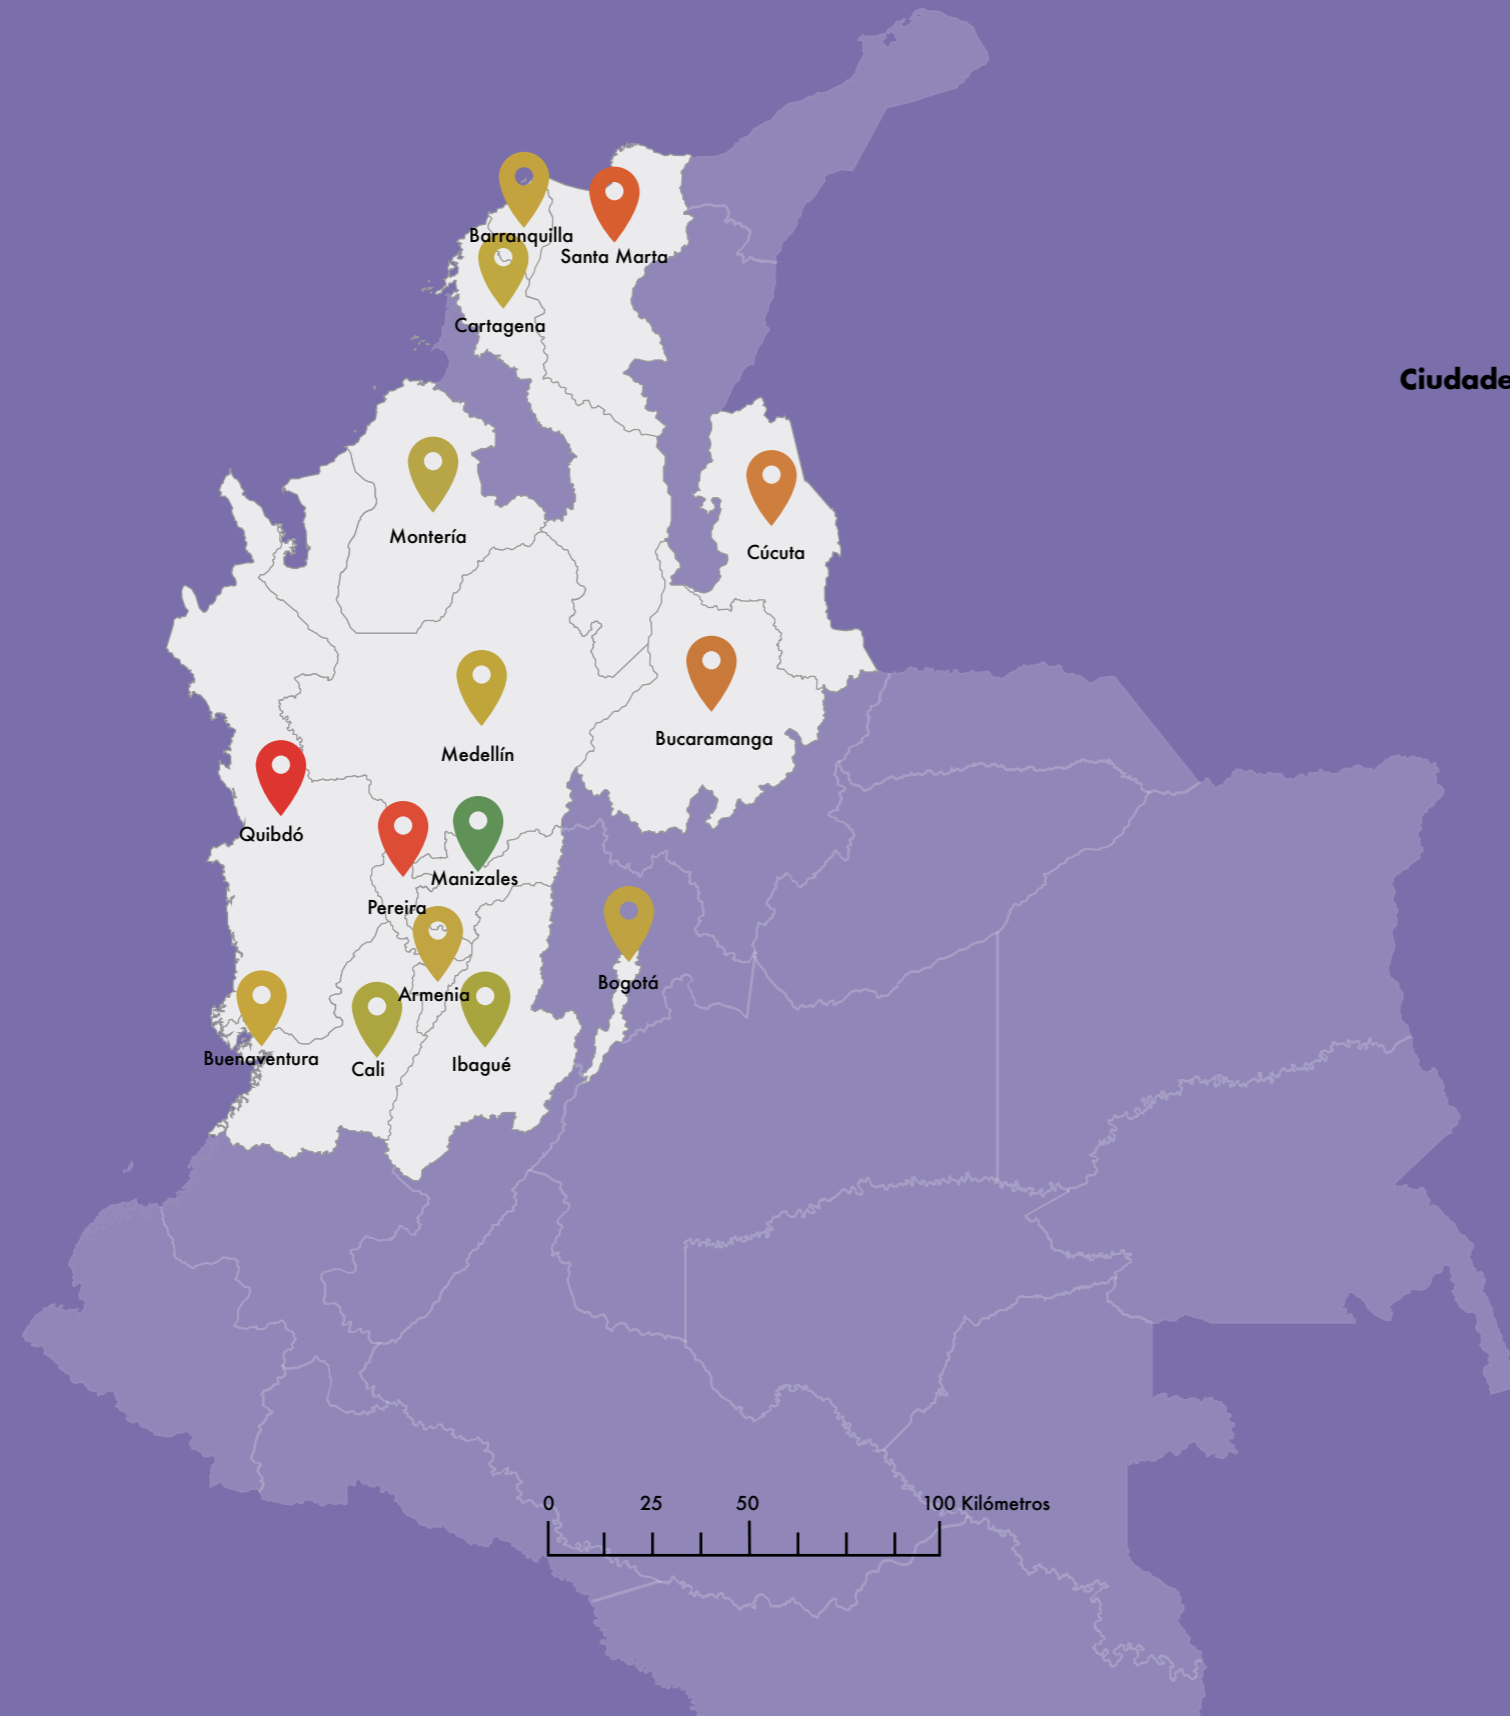 Barranquilla
Santa Marta
Cartagena
Ciudade
Montería
Cúcuta
Bucaramanga
Medellín
Quibdó
Manizales
Pereira
Bogotá
Armenia
Buenaventura
Cali
Ibagué
0 25 50 100 Kilómetros